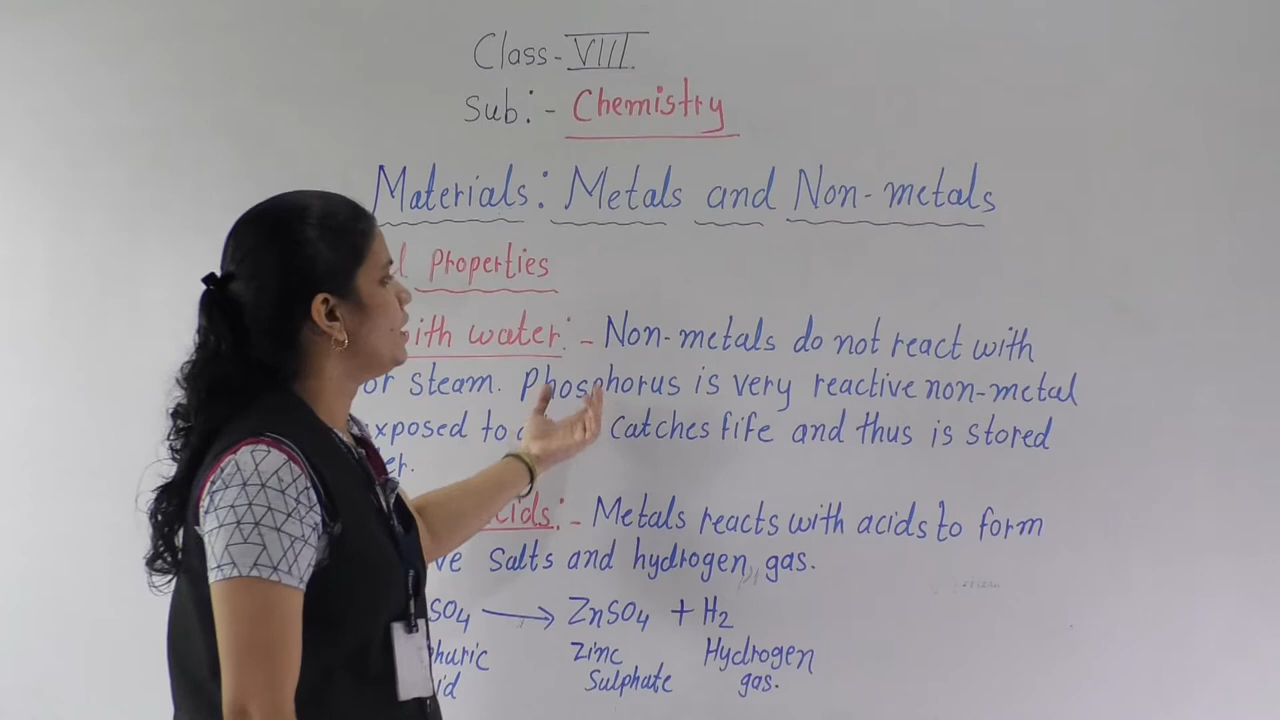 Class-VIII.
Sub:- Chemistry
Materials: Metals and Non-metals
l Properties
ith water:- Non-metals do not react with
or steam. Phosphorus is very reactive non-metal
xposed to catches fife and thus is stored
er.
cids:- Metals reacts with acids to form
ve salts and hydrogen gas.
SO4 ⟶ ZnSO4 + H2
phuric Zinc Hydrogen
id Sulphate gas.